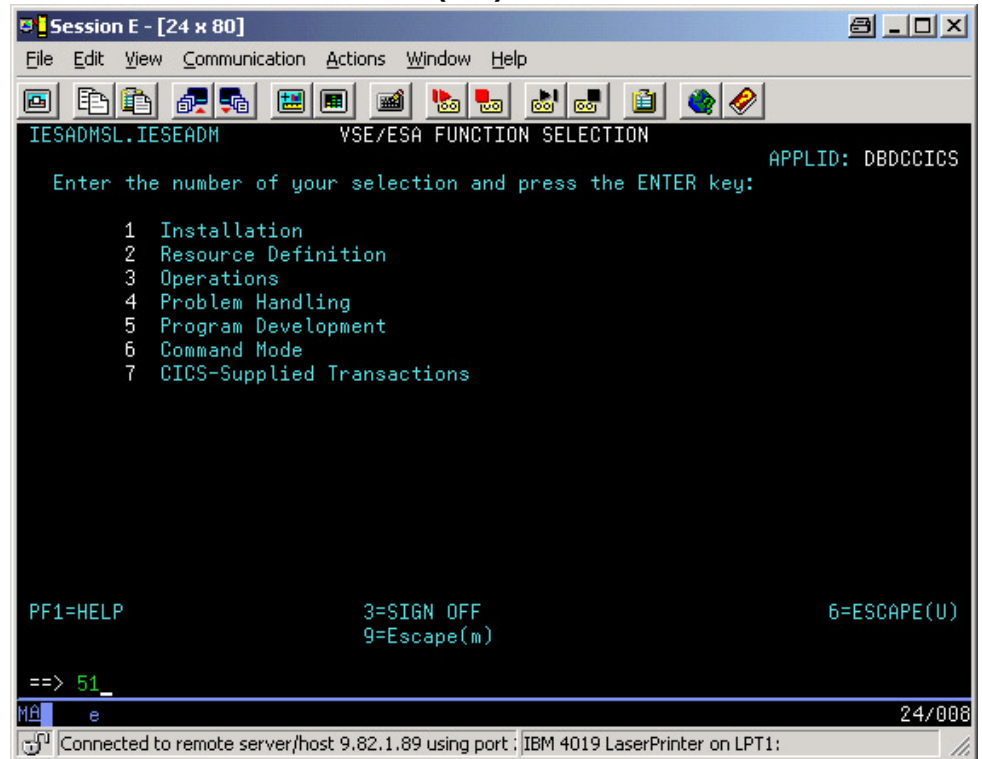 Session E - [24 x 80]
File Edit View Communication Actions Window Help
IESADMSL.IESEADM VSE/ESA FUNCTION SELECTION
APPLID: DBDCCICS
Enter the number of your selection and press the ENTER key:
1 Installation
2 Resource Definition
3 Operations
4 Problem Handling
5 Program Development
6 Command Mode
7 CICS-Supplied Transactions
PF1=HELP 3=SIGN OFF 6=ESCAPE(U)
9=Escape(m)
==> 51_
MA e 24/008
Connected to remote server/host 9.82.1.89 using port IBM 4019 LaserPrinter on LPT1: